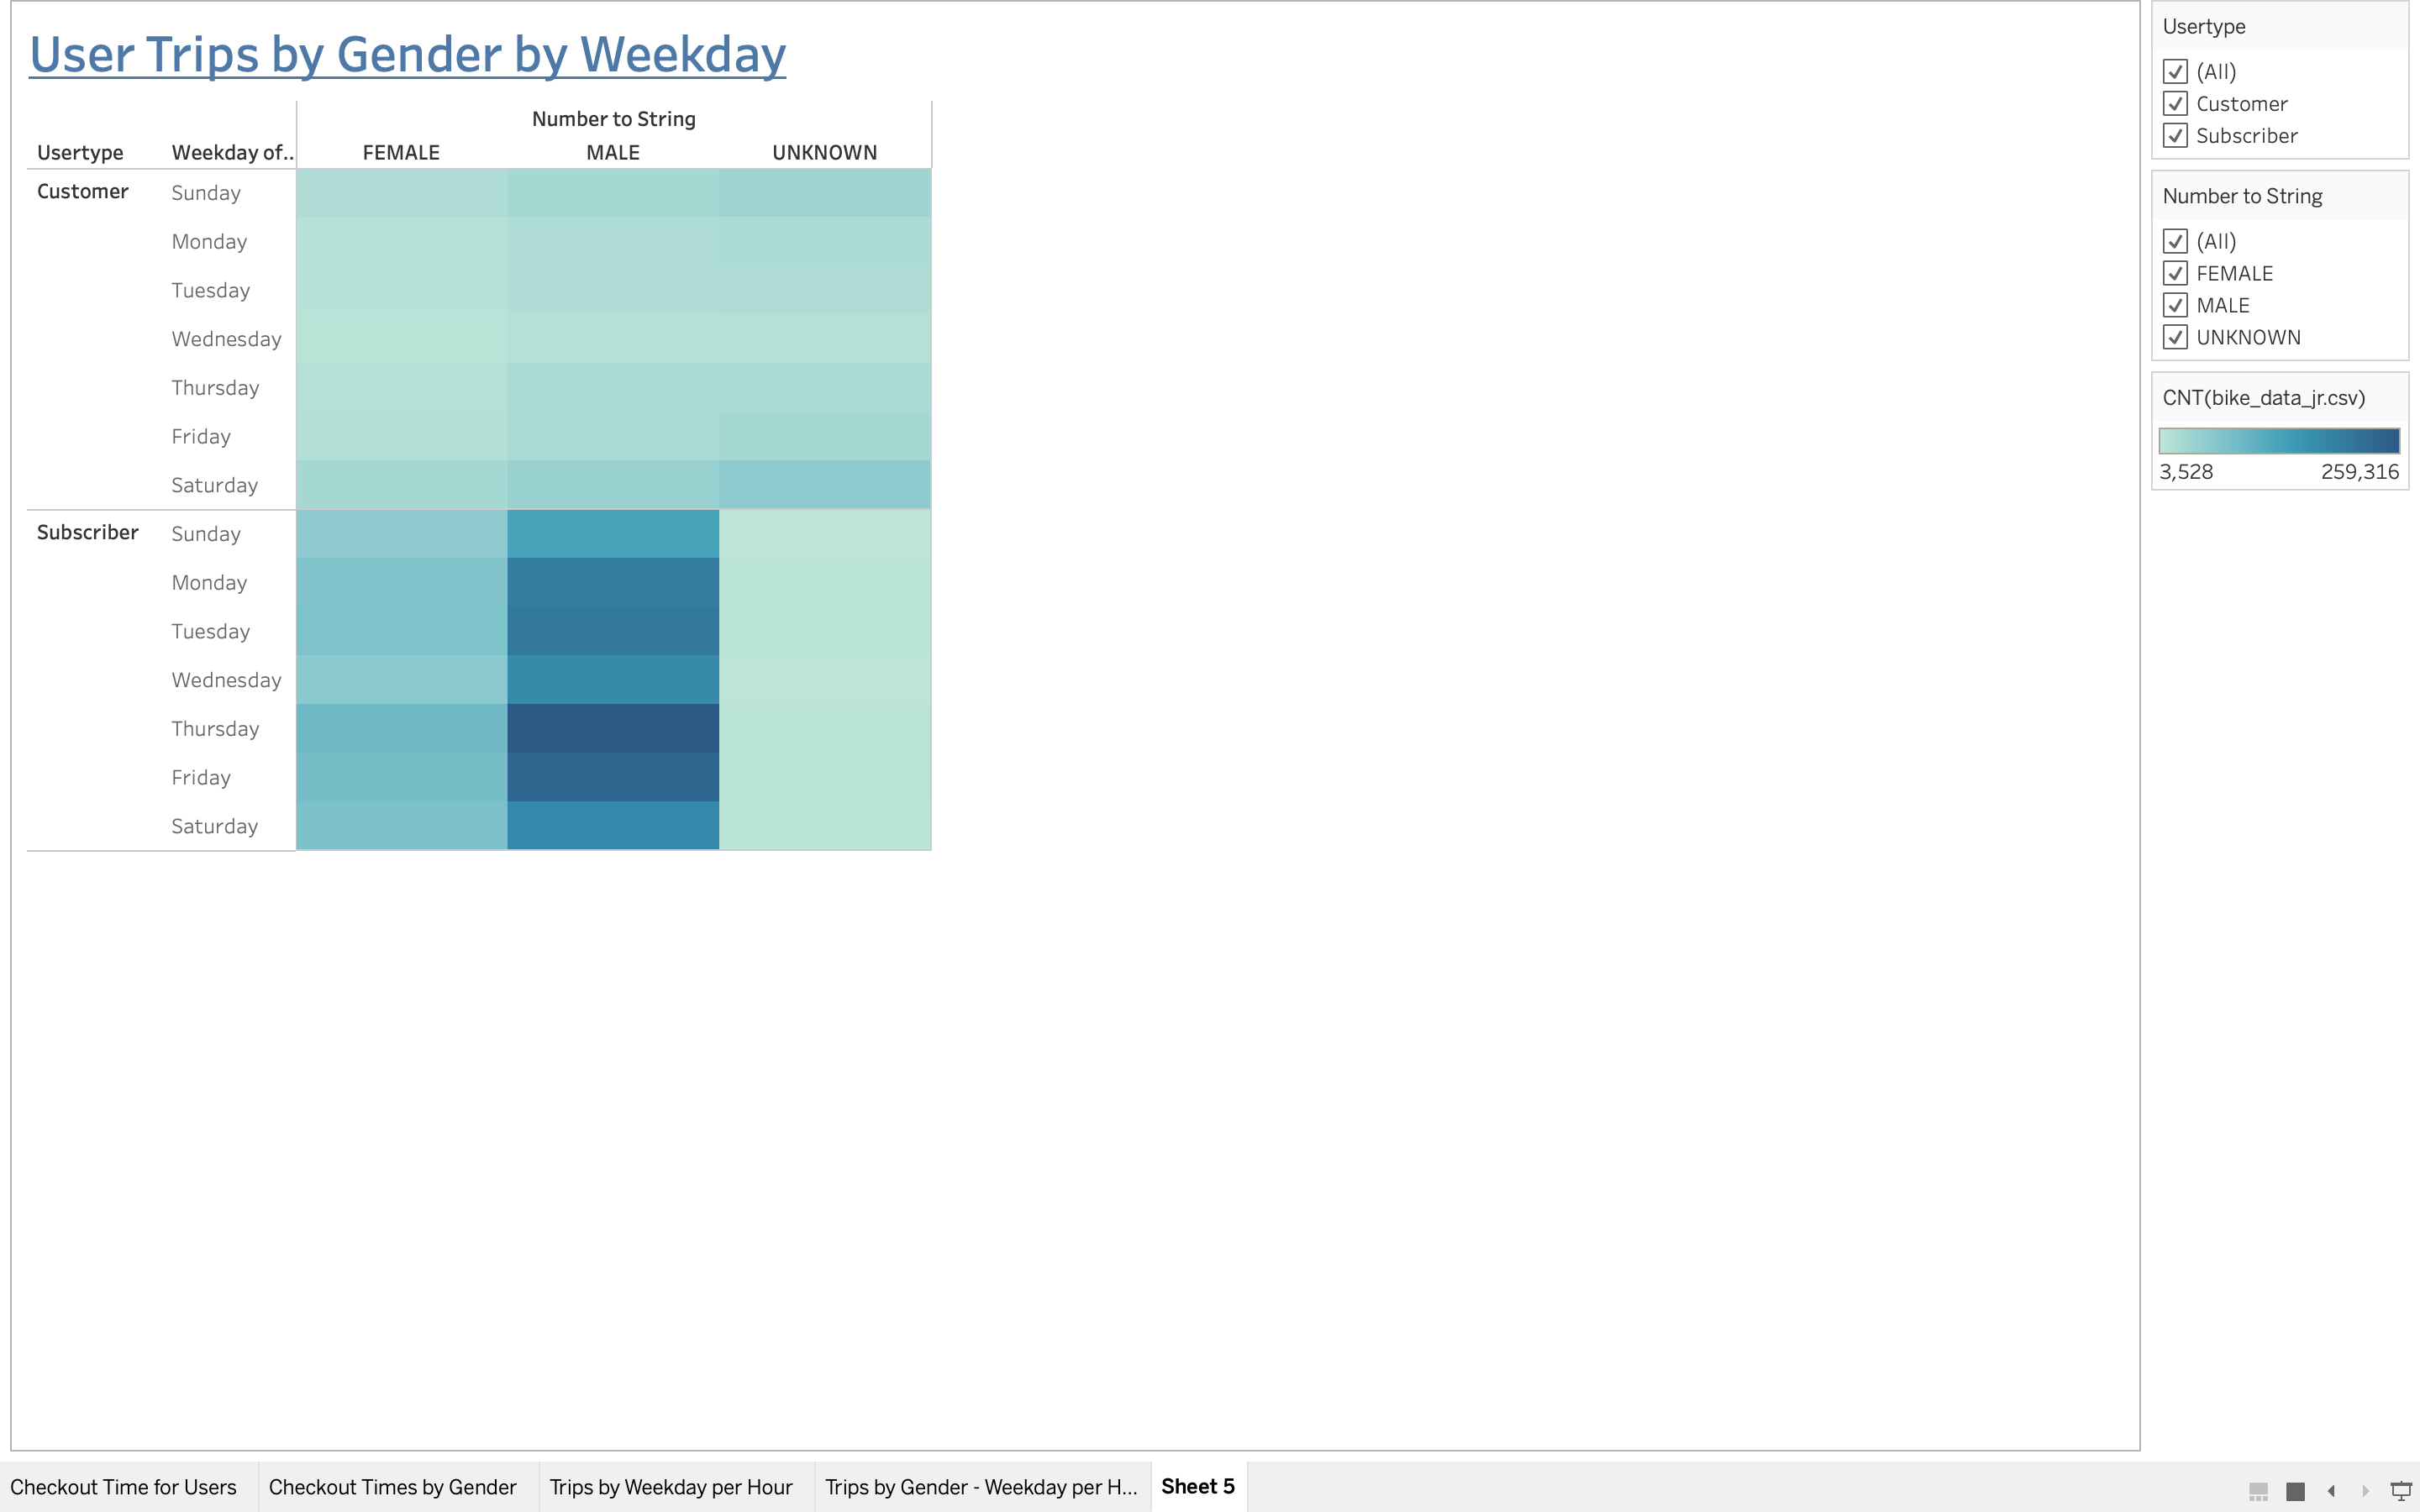 User Trips by Gender by Weekday
Number to String
Usertype Weekday of.. FEMALE MALE UNKNOWN
Customer Sunday
Monday
Tuesday
Wednesday
Thursday
Friday
Saturday
Subscriber Sunday
Monday
Tuesday
Wednesday
Thursday
Friday
Saturday
Usertype
(All)
Customer
Subscriber
Number to String
(All)
FEMALE
MALE
UNKNOWN
CNT(bike_data_jr.csv)
3,528 259,316
Checkout Time for Users Checkout Times by Gender Trips by Weekday per Hour Trips by Gender - Weekday per H... Sheet 5